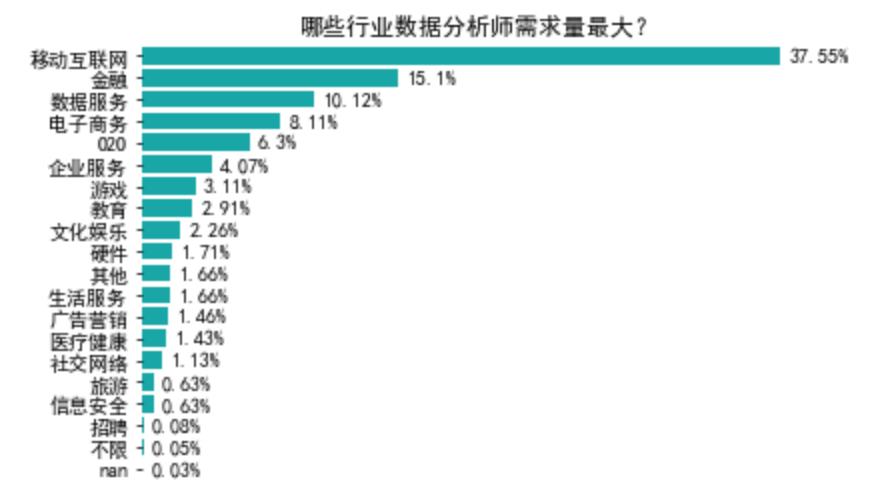 哪些行业数据分析师需求量最大?
移动互联网 37.55%
金融 15.1%
数据服务 10.12%
电子商务 8.11%
O2O 6.3%
企业服务 4.07%
游戏 3.11%
教育 2.91%
文化娱乐 2.26%
硬件 1.71%
其他 1.66%
生活服务 1.66%
广告营销 1.46%
医疗健康 1.43%
社交网络 1.13%
旅游 0.63%
信息安全 0.63%
招聘 0.08%
不限 0.05%
nan 0.03%